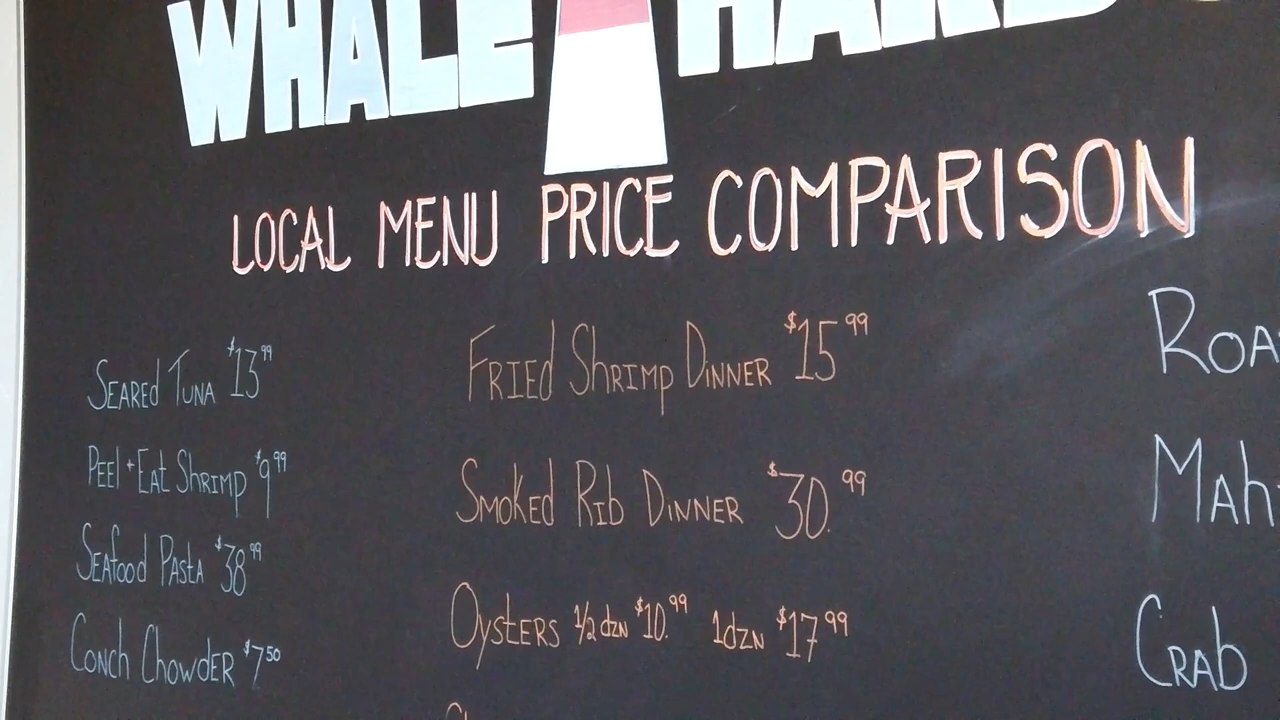 WHALE
LOCAL MENU PRICE COMPARISON
SEAREd TUNA $13.99
PEEL + EAT ShRIMP $9.99
SEAfood PASTA $38.99
CONCh ChOWdER $7.50
FRIEd ShRIMP DiNNER $15.99
SMOKEd Rib DiNNER $30.99
OySTERS 1/2 dzN $10.99 1dzN $17.99
CRAb